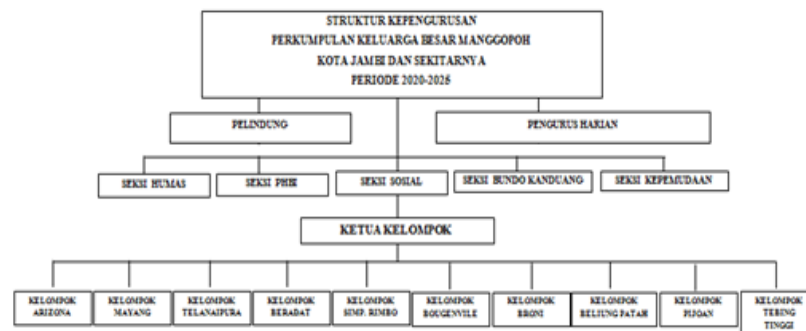 STRUKTUR KEPENGURUSAN
PERKUMPULAN KELUARGA BESAR MANGGOPOH
KOTA JAMBI DAN SEKITARNYA
PERIODE 2020-2025
PELINDUNG
PENGURUS HARIAN
SEKSI HUMAS
SEKSI PHBI
SEKSI SOSIAL
SEKSI BUNDO KANDUANG
SEKSI KEPEMUDAAN
KETUA KELOMPOK
KELOMPOK
ARIZONA
KELOMPOK
MAYANG
KELOMPOK
TELANAIPURA
KELOMPOK
BERADAT
KELOMPOK
SIMP. RIMBO
KELOMPOK
BOUGENVILE
KELOMPOK
BRONI
KELOMPOK
BELIUNG PATAH
KELOMPOK
PIJOAN
KELOMPOK
TEBING
TINGGI